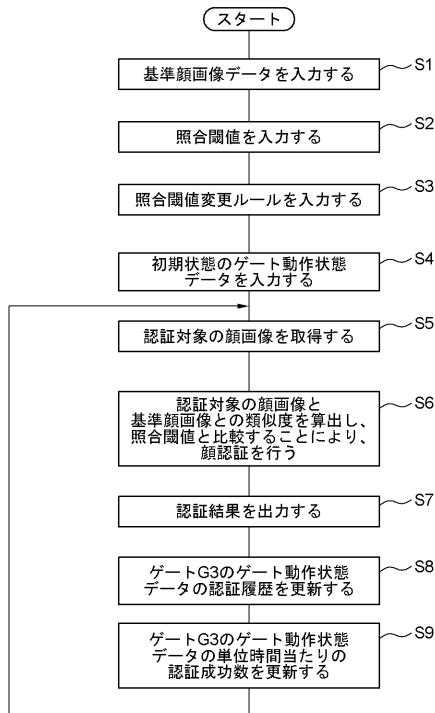 スタート
基準顔画像データを入力する
S1
照合閾値を入力する
S2
照合閾値変更ルールを入力する
S3
初期状態のゲート動作状態
データを入力する
S4
認証対象の顔画像を取得する
S5
認証対象の顔画像と
基準顔画像との類似度を算出し、
照合閾値と比較することにより、
顔認証を行う
S6
認証結果を出力する
S7
ゲートG3のゲート動作状態
データの認証履歴を更新する
S8
ゲートG3のゲート動作状態
データの単位時間当たりの
認証成功数を更新する
S9